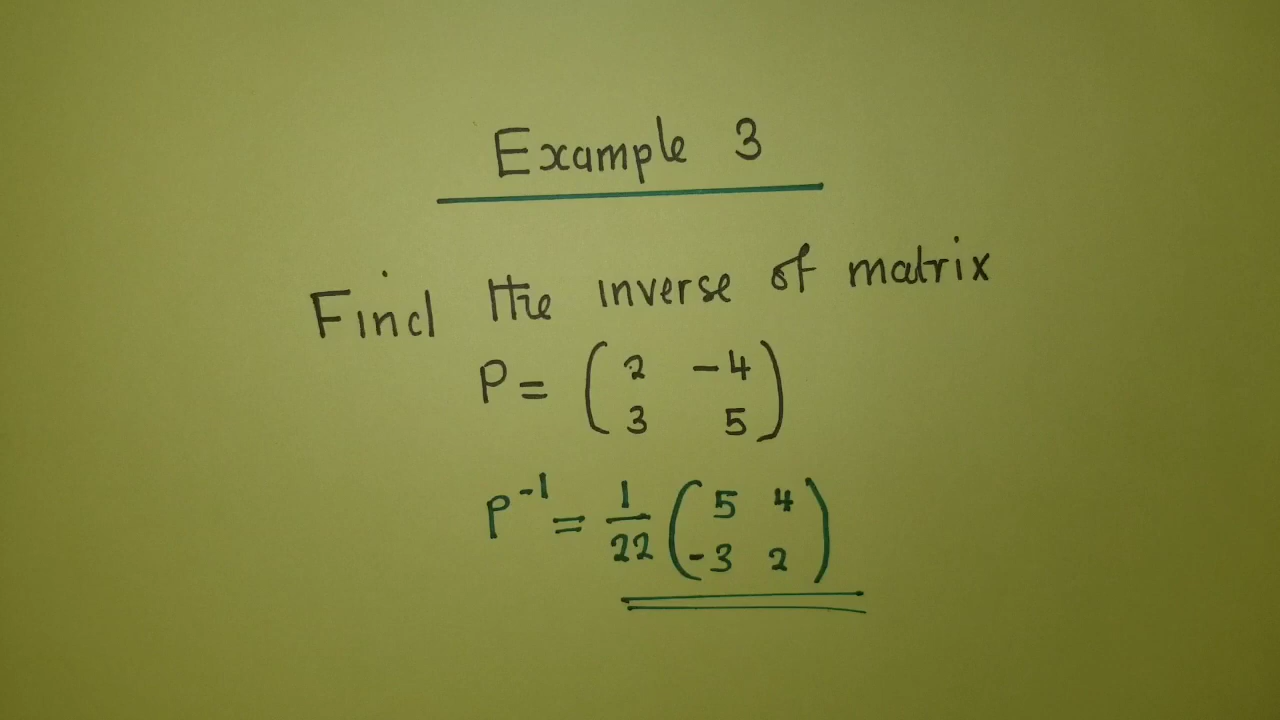 Example 3
Find the inverse of matrix
P = ( 2 -4
3 5 )
P⁻¹ = 1/22 ( 5 4
-3 2 )